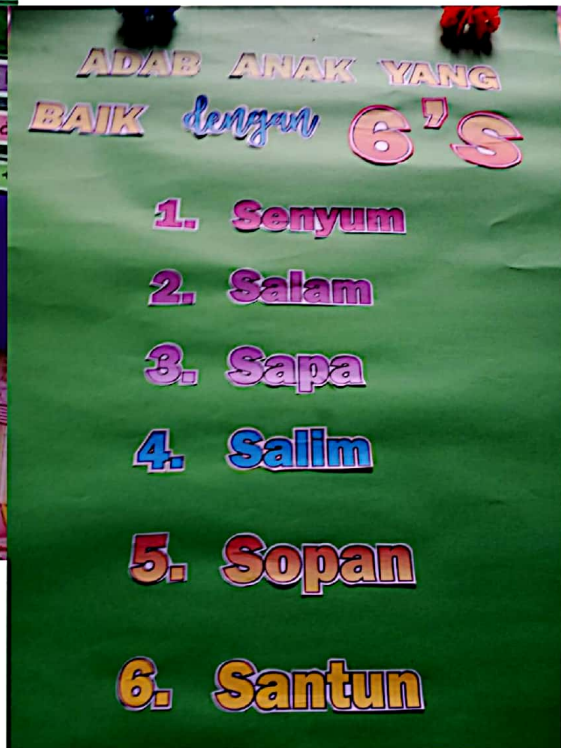 ADAB ANAK YANG
BAIK dengan 6'S
1. Senyum
2. Salam
3. Sapa
4. Salim
5. Sopan
6. Santun